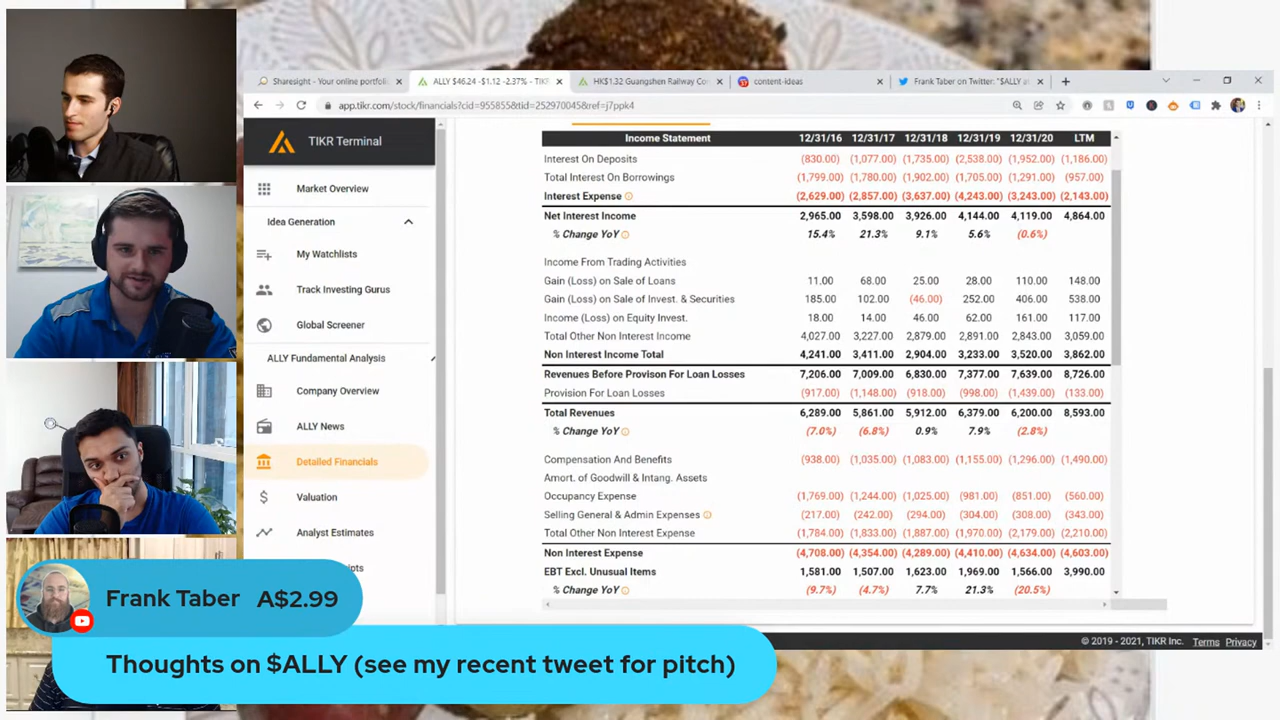 Sharesight - Your online portfolio
ALLY $46.24 -$1.12 -2.37% - TIKR
HK$1.32 Guangshen Railway Co
content-ideas
Frank Taber on Twitter: "$ALLY a
app.tikr.com/stock/financials?cid=955855&tid=252970045&ref=j7ppk4
TIKR Terminal
Market Overview
Idea Generation
My Watchlists
Track Investing Gurus
Global Screener
ALLY Fundamental Analysis
Company Overview
ALLY News
Detailed Financials
Valuation
Analyst Estimates
Income Statement 12/31/16 12/31/17 12/31/18 12/31/19 12/31/20 LTM
Interest On Deposits (830.00) (1,077.00) (1,735.00) (2,538.00) (1,952.00) (1,186.00)
Total Interest On Borrowings (1,799.00) (1,780.00) (1,902.00) (1,705.00) (1,291.00) (957.00)
Interest Expense (2,629.00) (2,857.00) (3,637.00) (4,243.00) (3,243.00) (2,143.00)
Net Interest Income 2,965.00 3,598.00 3,926.00 4,144.00 4,119.00 4,864.00
% Change YoY 15.4% 21.3% 9.1% 5.6% (0.6%)
Income From Trading Activities
Gain (Loss) on Sale of Loans 11.00 68.00 25.00 28.00 110.00 148.00
Gain (Loss) on Sale of Invest. & Securities 185.00 102.00 (46.00) 252.00 406.00 538.00
Income (Loss) on Equity Invest. 18.00 14.00 46.00 62.00 161.00 117.00
Total Other Non Interest Income 4,027.00 3,227.00 2,879.00 2,891.00 2,843.00 3,059.00
Non Interest Income Total 4,241.00 3,411.00 2,904.00 3,233.00 3,520.00 3,862.00
Revenues Before Provison For Loan Losses 7,206.00 7,009.00 6,830.00 7,377.00 7,639.00 8,726.00
Provision For Loan Losses (917.00) (1,148.00) (918.00) (998.00) (1,439.00) (133.00)
Total Revenues 6,289.00 5,861.00 5,912.00 6,379.00 6,200.00 8,593.00
% Change YoY (7.0%) (6.8%) 0.9% 7.9% (2.8%)
Compensation And Benefits (938.00) (1,035.00) (1,083.00) (1,155.00) (1,296.00) (1,490.00)
Amort. of Goodwill & Intang. Assets
Occupancy Expense (1,769.00) (1,244.00) (1,025.00) (981.00) (851.00) (560.00)
Selling General & Admin Expenses (217.00) (242.00) (294.00) (304.00) (308.00) (343.00)
Total Other Non Interest Expense (1,784.00) (1,833.00) (1,887.00) (1,970.00) (2,179.00) (2,210.00)
Non Interest Expense (4,708.00) (4,354.00) (4,289.00) (4,410.00) (4,634.00) (4,603.00)
EBT Excl. Unusual Items 1,581.00 1,507.00 1,623.00 1,969.00 1,566.00 3,990.00
% Change YoY (9.7%) (4.7%) 7.7% 21.3% (20.5%)
© 2019 - 2021, TIKR Inc. Terms Privacy
Frank Taber A$2.99
Thoughts on $ALLY (see my recent tweet for pitch)